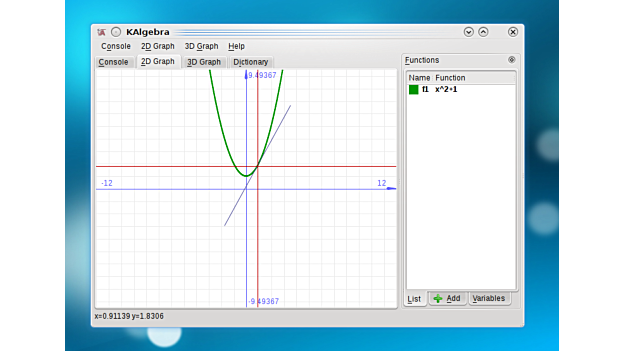 KAlgebra
Console 2D Graph 3D Graph Help
Console 2D Graph 3D Graph Dictionary
Functions
Name Function
f1 x^2+1
9.49367
-12
12
-9.49367
List Add Variables
x=0.91139 y=1.8306